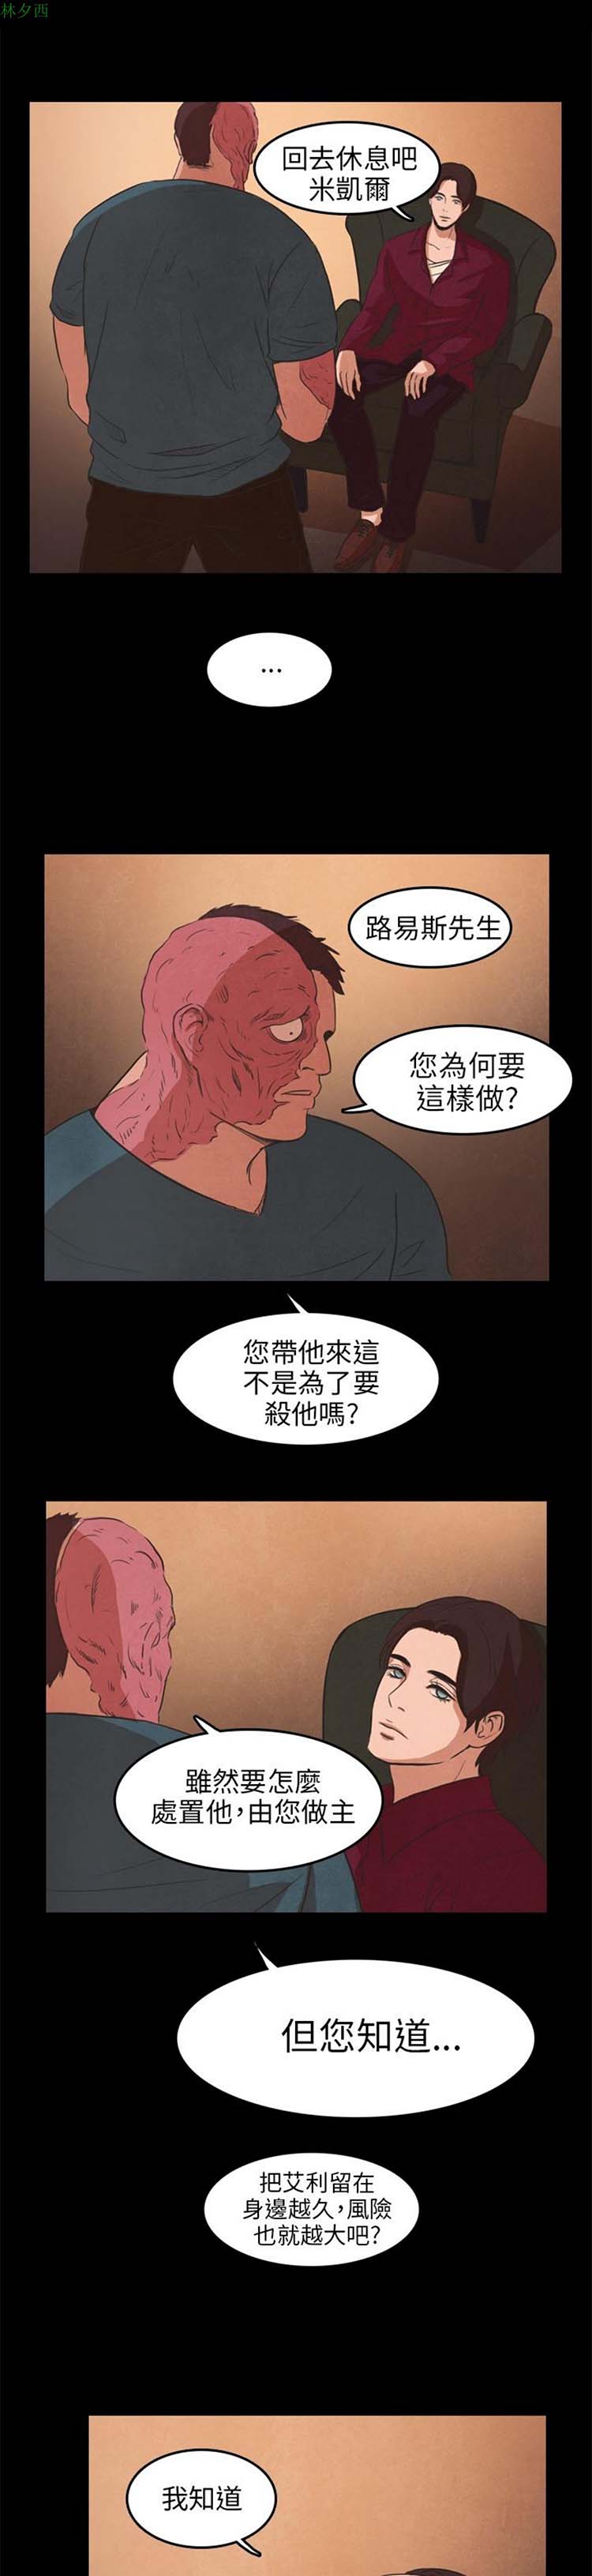 林夕西
回去休息吧
米凱爾
...
路易斯先生
您為何要
這樣做?
您帶他來這
不是為了要
殺他嗎?
雖然要怎麼
處置他,由您做主
但您知道...
把艾利留在
身邊越久,風險
也就越大吧?
我知道